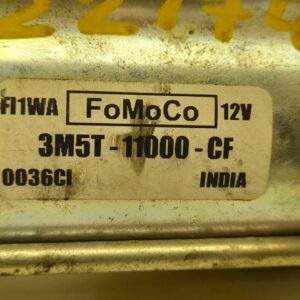 FI1WA FoMoCo 12V
3M5T - 11000 - CF
0036CI INDIA